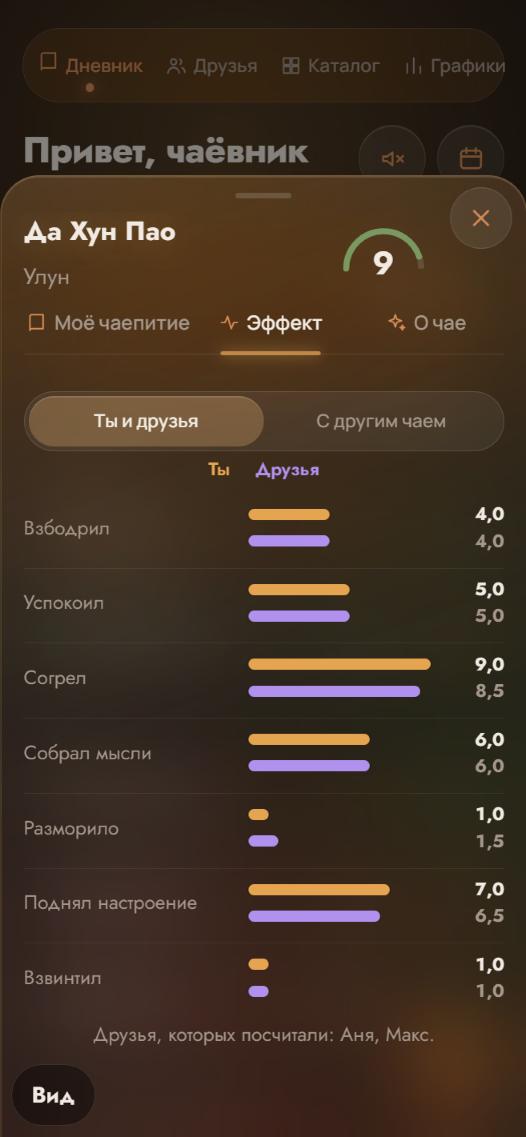 Дневник Друзья Каталог Графики
Привет, чаёвник
Да Хун Пао
9
Улун
Моё чаепитие Эффект О чае
Ты и друзья С другим чаем
Ты Друзья
Взбодрил 4,0
4,0
Успокоил 5,0
5,0
Согрел 9,0
8,5
Собрал мысли 6,0
6,0
Разморило 1,0
1,5
Поднял настроение 7,0
6,5
Взвинтил 1,0
1,0
Друзья, которых посчитали: Аня, Макс.
Вид